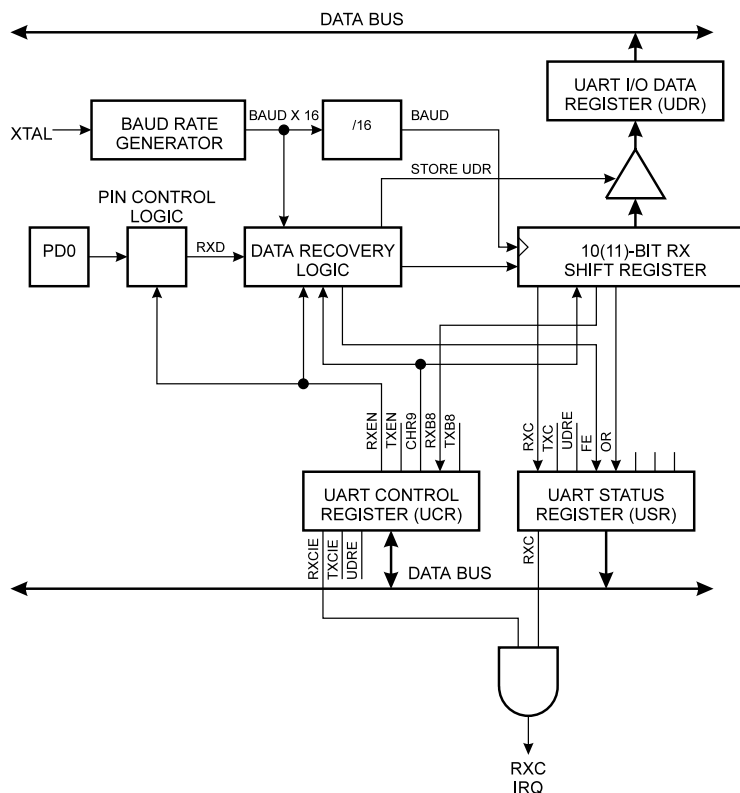 DATA BUS
UART I/O DATA
REGISTER (UDR)
XTAL
BAUD RATE
GENERATOR
BAUD X 16
/16
BAUD
STORE UDR
PIN CONTROL
LOGIC
PD0
RXD
DATA RECOVERY
LOGIC
10(11)-BIT RX
SHIFT REGISTER
RXEN
TXEN
CHR9
RXB8
TXB8
RXC
TXC
UDRE
FE
OR
UART CONTROL
REGISTER (UCR)
UART STATUS
REGISTER (USR)
RXCIE
TXCIE
UDRE
RXC
DATA BUS
RXC
IRQ